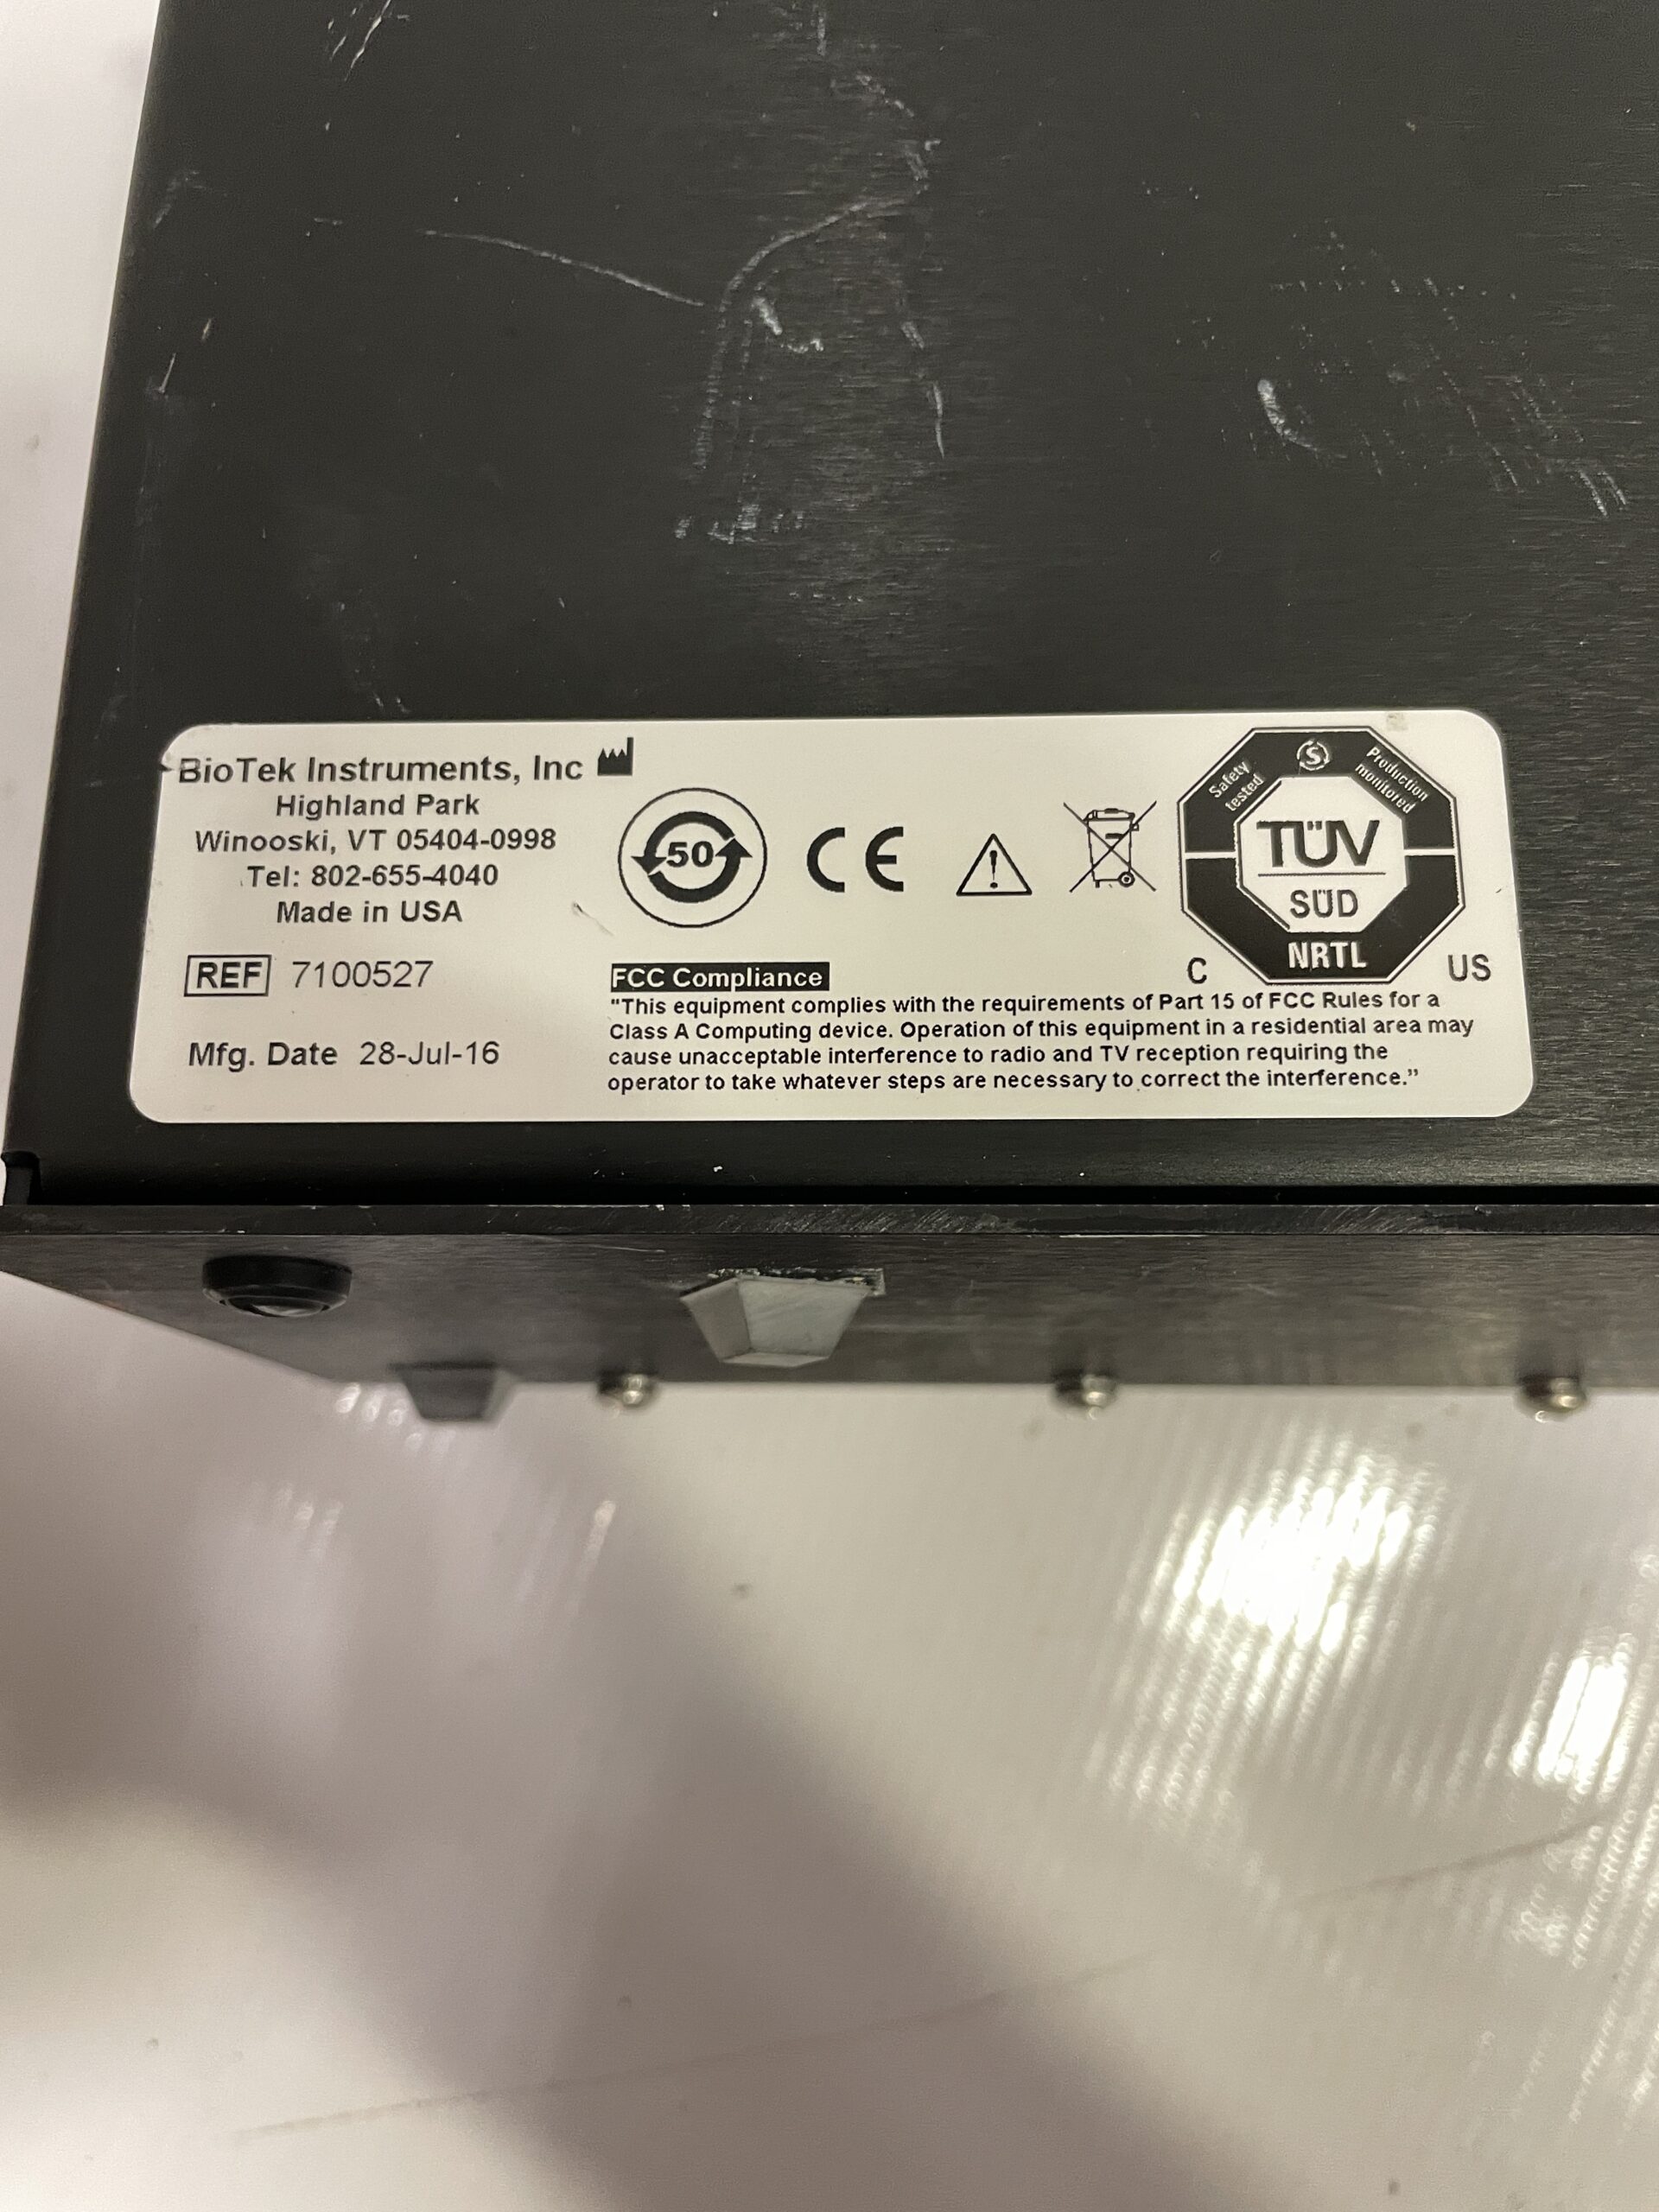 BioTek Instruments, Inc
Highland Park
Winooski, VT 05404-0998
Tel: 802-655-4040
Made in USA
REF 7100527
Mfg. Date 28-Jul-16
50
CE
Safety tested
S
Production monitored
TÜV
SÜD
NRTL
C US
FCC Compliance
"This equipment complies with the requirements of Part 15 of FCC Rules for a
Class A Computing device. Operation of this equipment in a residential area may
cause unacceptable interference to radio and TV reception requiring the
operator to take whatever steps are necessary to correct the interference.”